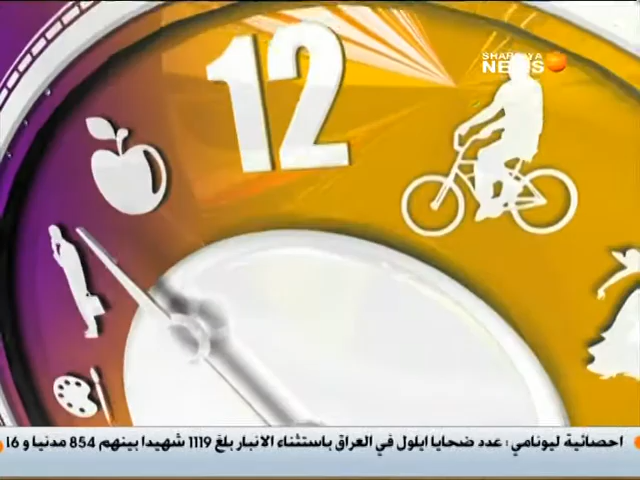 SHARQIYA
NEWS
12
احصائية ليونامي : عدد ضحايا ايلول في العراق باستثناء الانبار بلغ 1119 شهيدا بينهم 854 مدنيا و 16